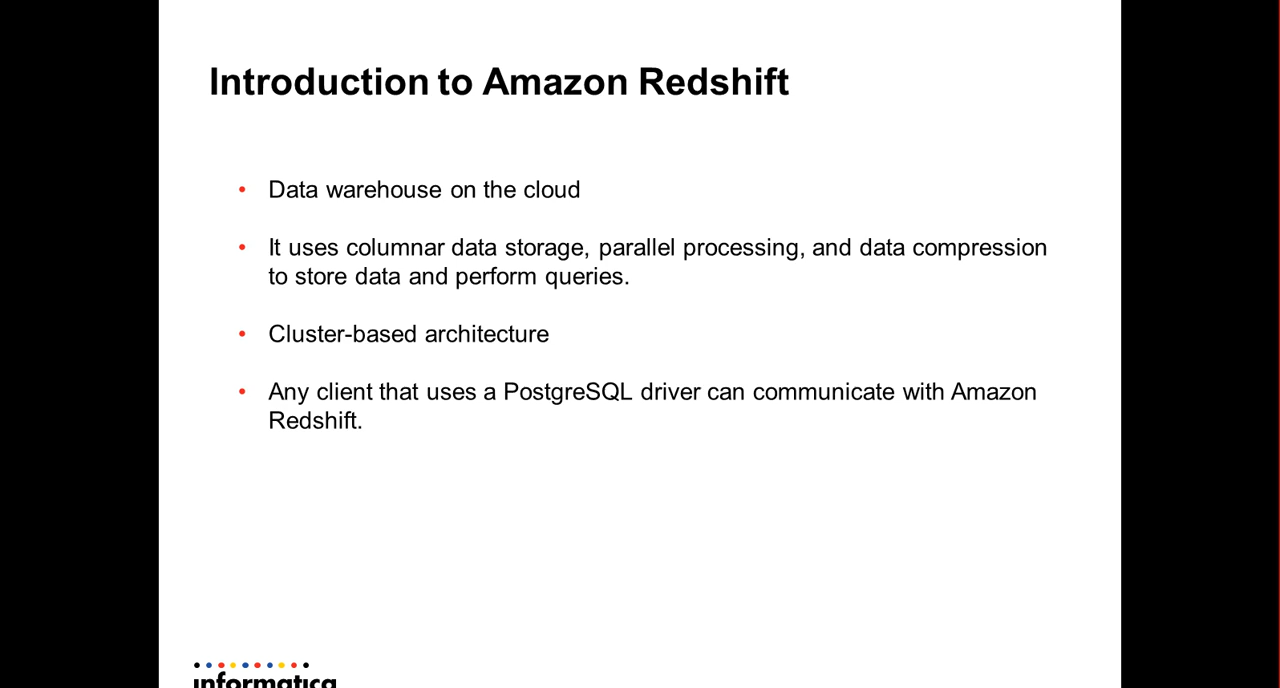 Introduction to Amazon Redshift
• Data warehouse on the cloud
• It uses columnar data storage, parallel processing, and data compression
to store data and perform queries.
• Cluster-based architecture
• Any client that uses a PostgreSQL driver can communicate with Amazon
Redshift.
informatica